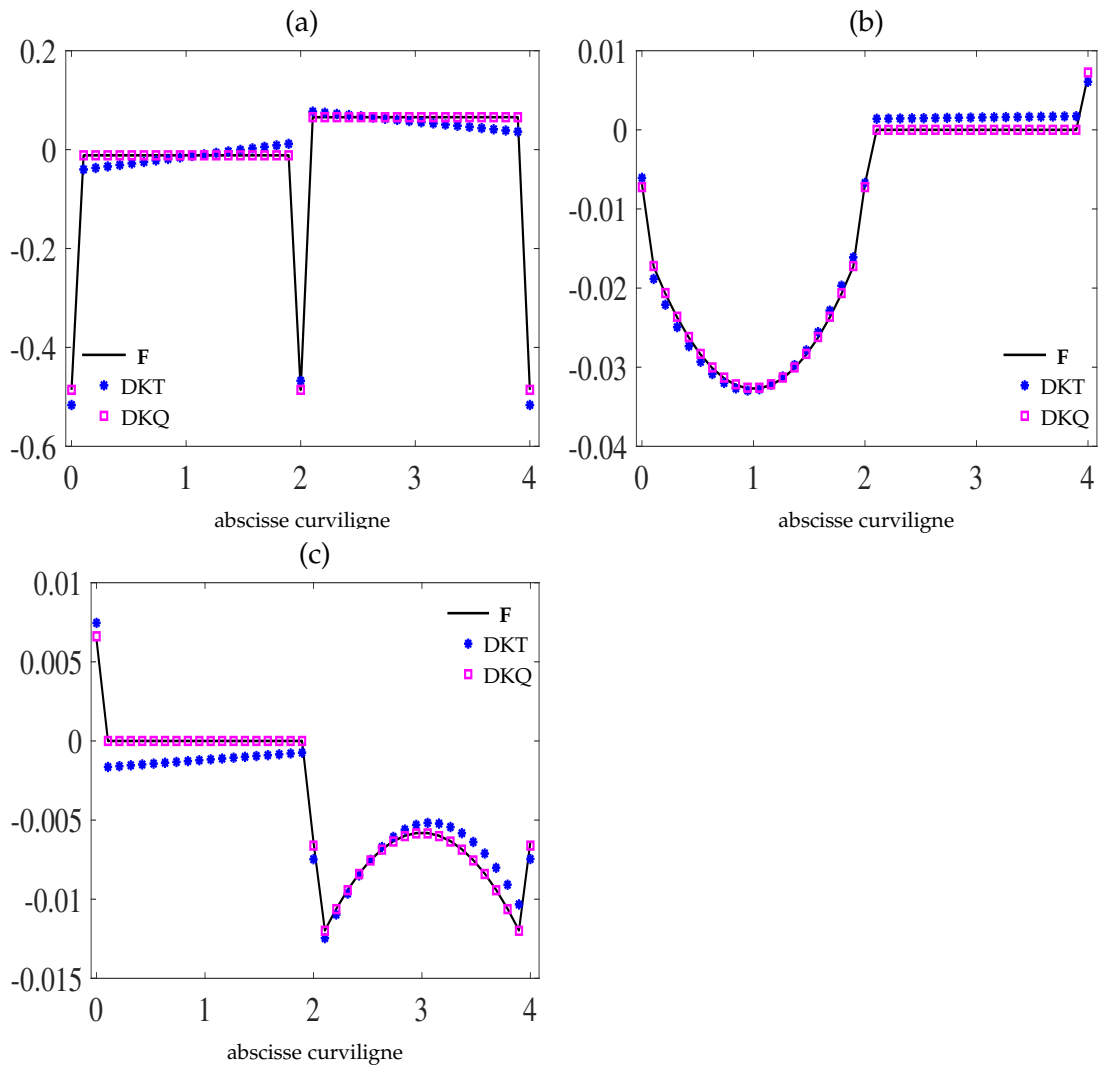 (a)
0.2
0
-0.2
-0.4
-0.6
F
DKT
DKQ
0 1 2 3 4
abscisse curviligne
(b)
0.01
0
-0.01
-0.02
-0.03
-0.04
F
DKT
DKQ
0 1 2 3 4
abscisse curviligne
(c)
0.01
0.005
0
-0.005
-0.01
-0.015
F
DKT
DKQ
0 1 2 3 4
abscisse curviligne